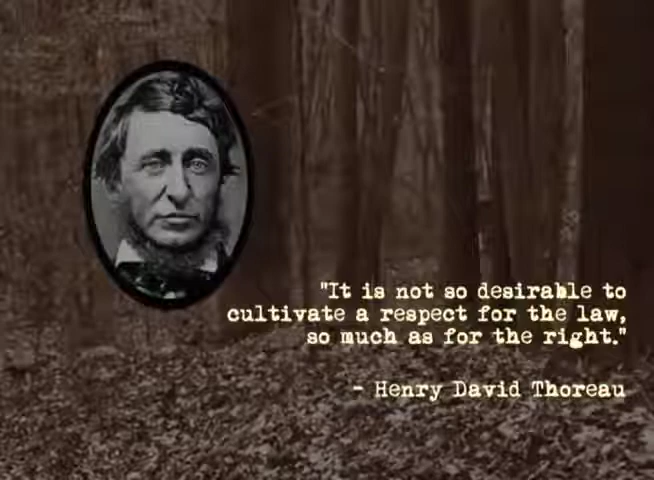 "It is not so desirable to
cultivate a respect for the law,
so much as for the right."
- Henry David Thoreau